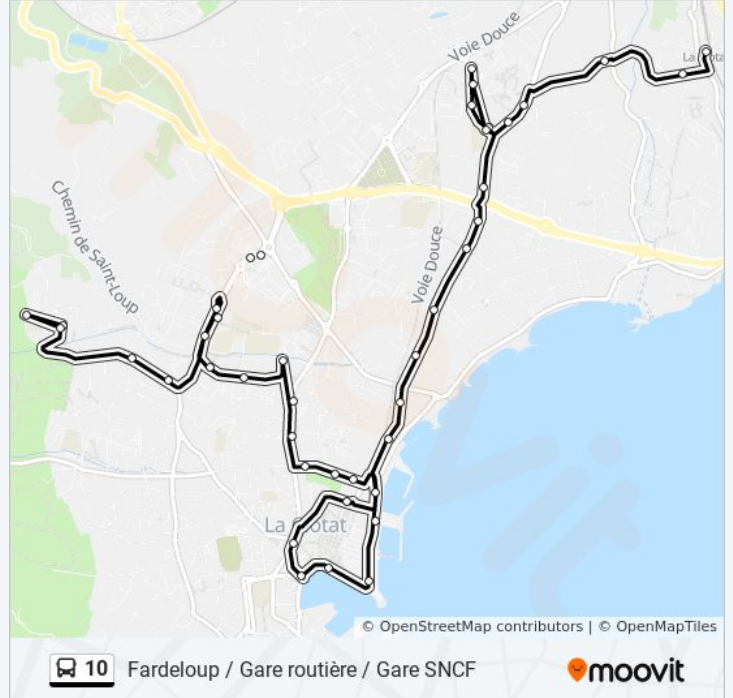 Voie Douce
La Ciotat
Chemin de Saint-Loup
Voie Douce
La Ciotat
© OpenStreetMap contributors | © OpenMapTiles
10
Fardeloup / Gare routière / Gare SNCF
moovit